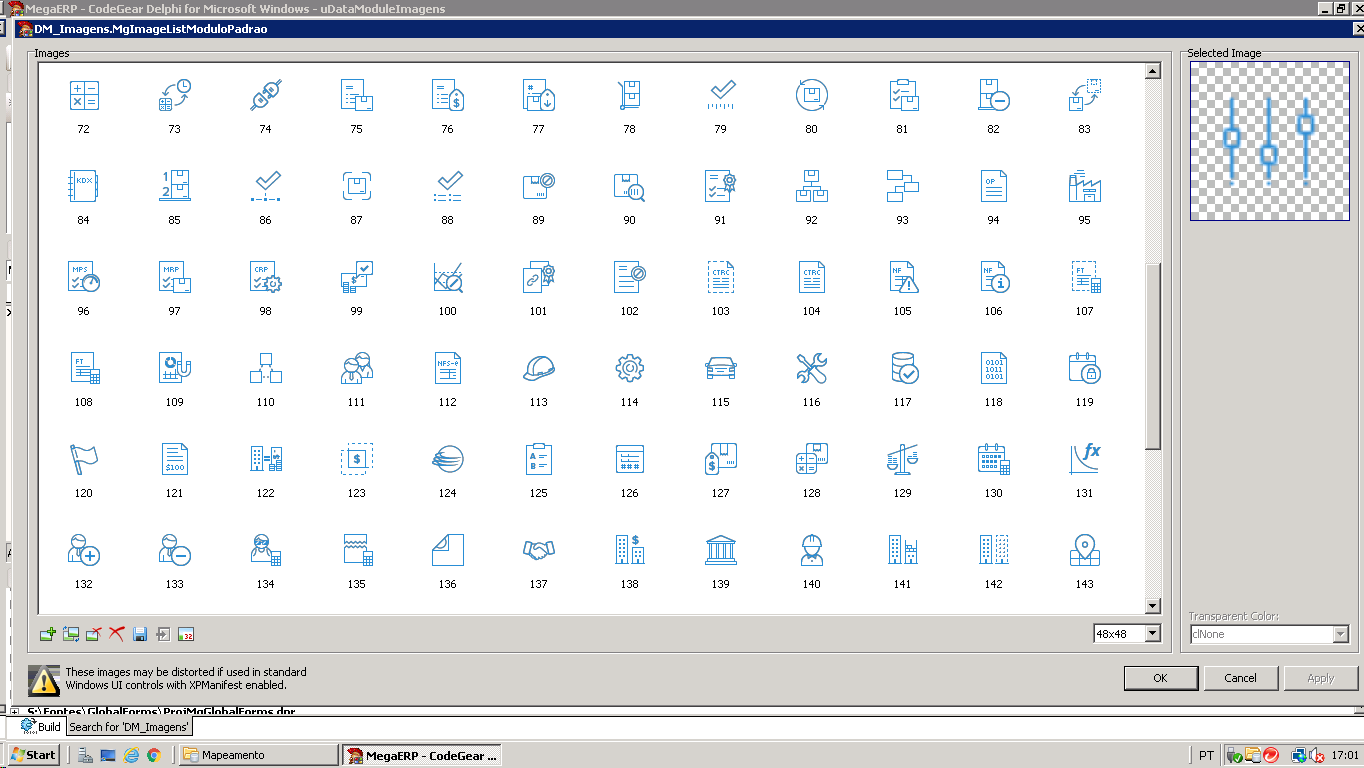 MegaERP - CodeGear Delphi for Microsoft Windows - uDataModuleImagens
DM_Imagens.MgImageListModuloPadrao
Images
Selected Image
72 73 74 75 76 77 78 79 80 81 82 83
KDX 1 2 OP
84 85 86 87 88 89 90 91 92 93 94 95
MPS MRP CRP CTRC CTRC NF NF FT
96 97 98 99 100 101 102 103 104 105 106 107
FT NFS-e 0101 1011 0101
108 109 110 111 112 113 114 115 116 117 118 119
$100 $ A B ### $ fx
120 121 122 123 124 125 126 127 128 129 130 131
$
132 133 134 135 136 137 138 139 140 141 142 143
Transparent Color:
clNone
32
48x48
These images may be distorted if used in standard
Windows UI controls with XPManifest enabled.
OK Cancel Apply
S:\Fontes\GlobalForms\ProjMgGlobalForms.dpr
Build Search for 'DM_Imagens'
Start Mapeamento MegaERP - CodeGear ... PT 17:01